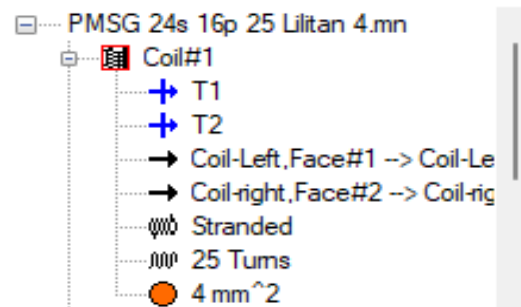 PMSG 24s 16p 25 Lilitan 4.mn
Coil#1
T1
T2
Coil-Left,Face#1 --> Coil-Le
Coil-right,Face#2 --> Coil-rig
Stranded
25 Turns
4 mm^2